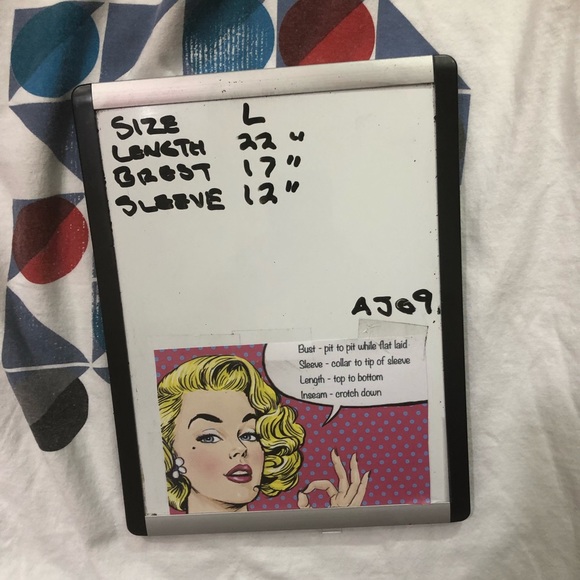 SIZE L
LENGTH 22"
BREST 17"
SLEEVE 12"
AJ09.
Bust - pit to pit while flat laid
Sleeve - collar to tip of sleeve
Length - top to bottom
Inseam - crotch down